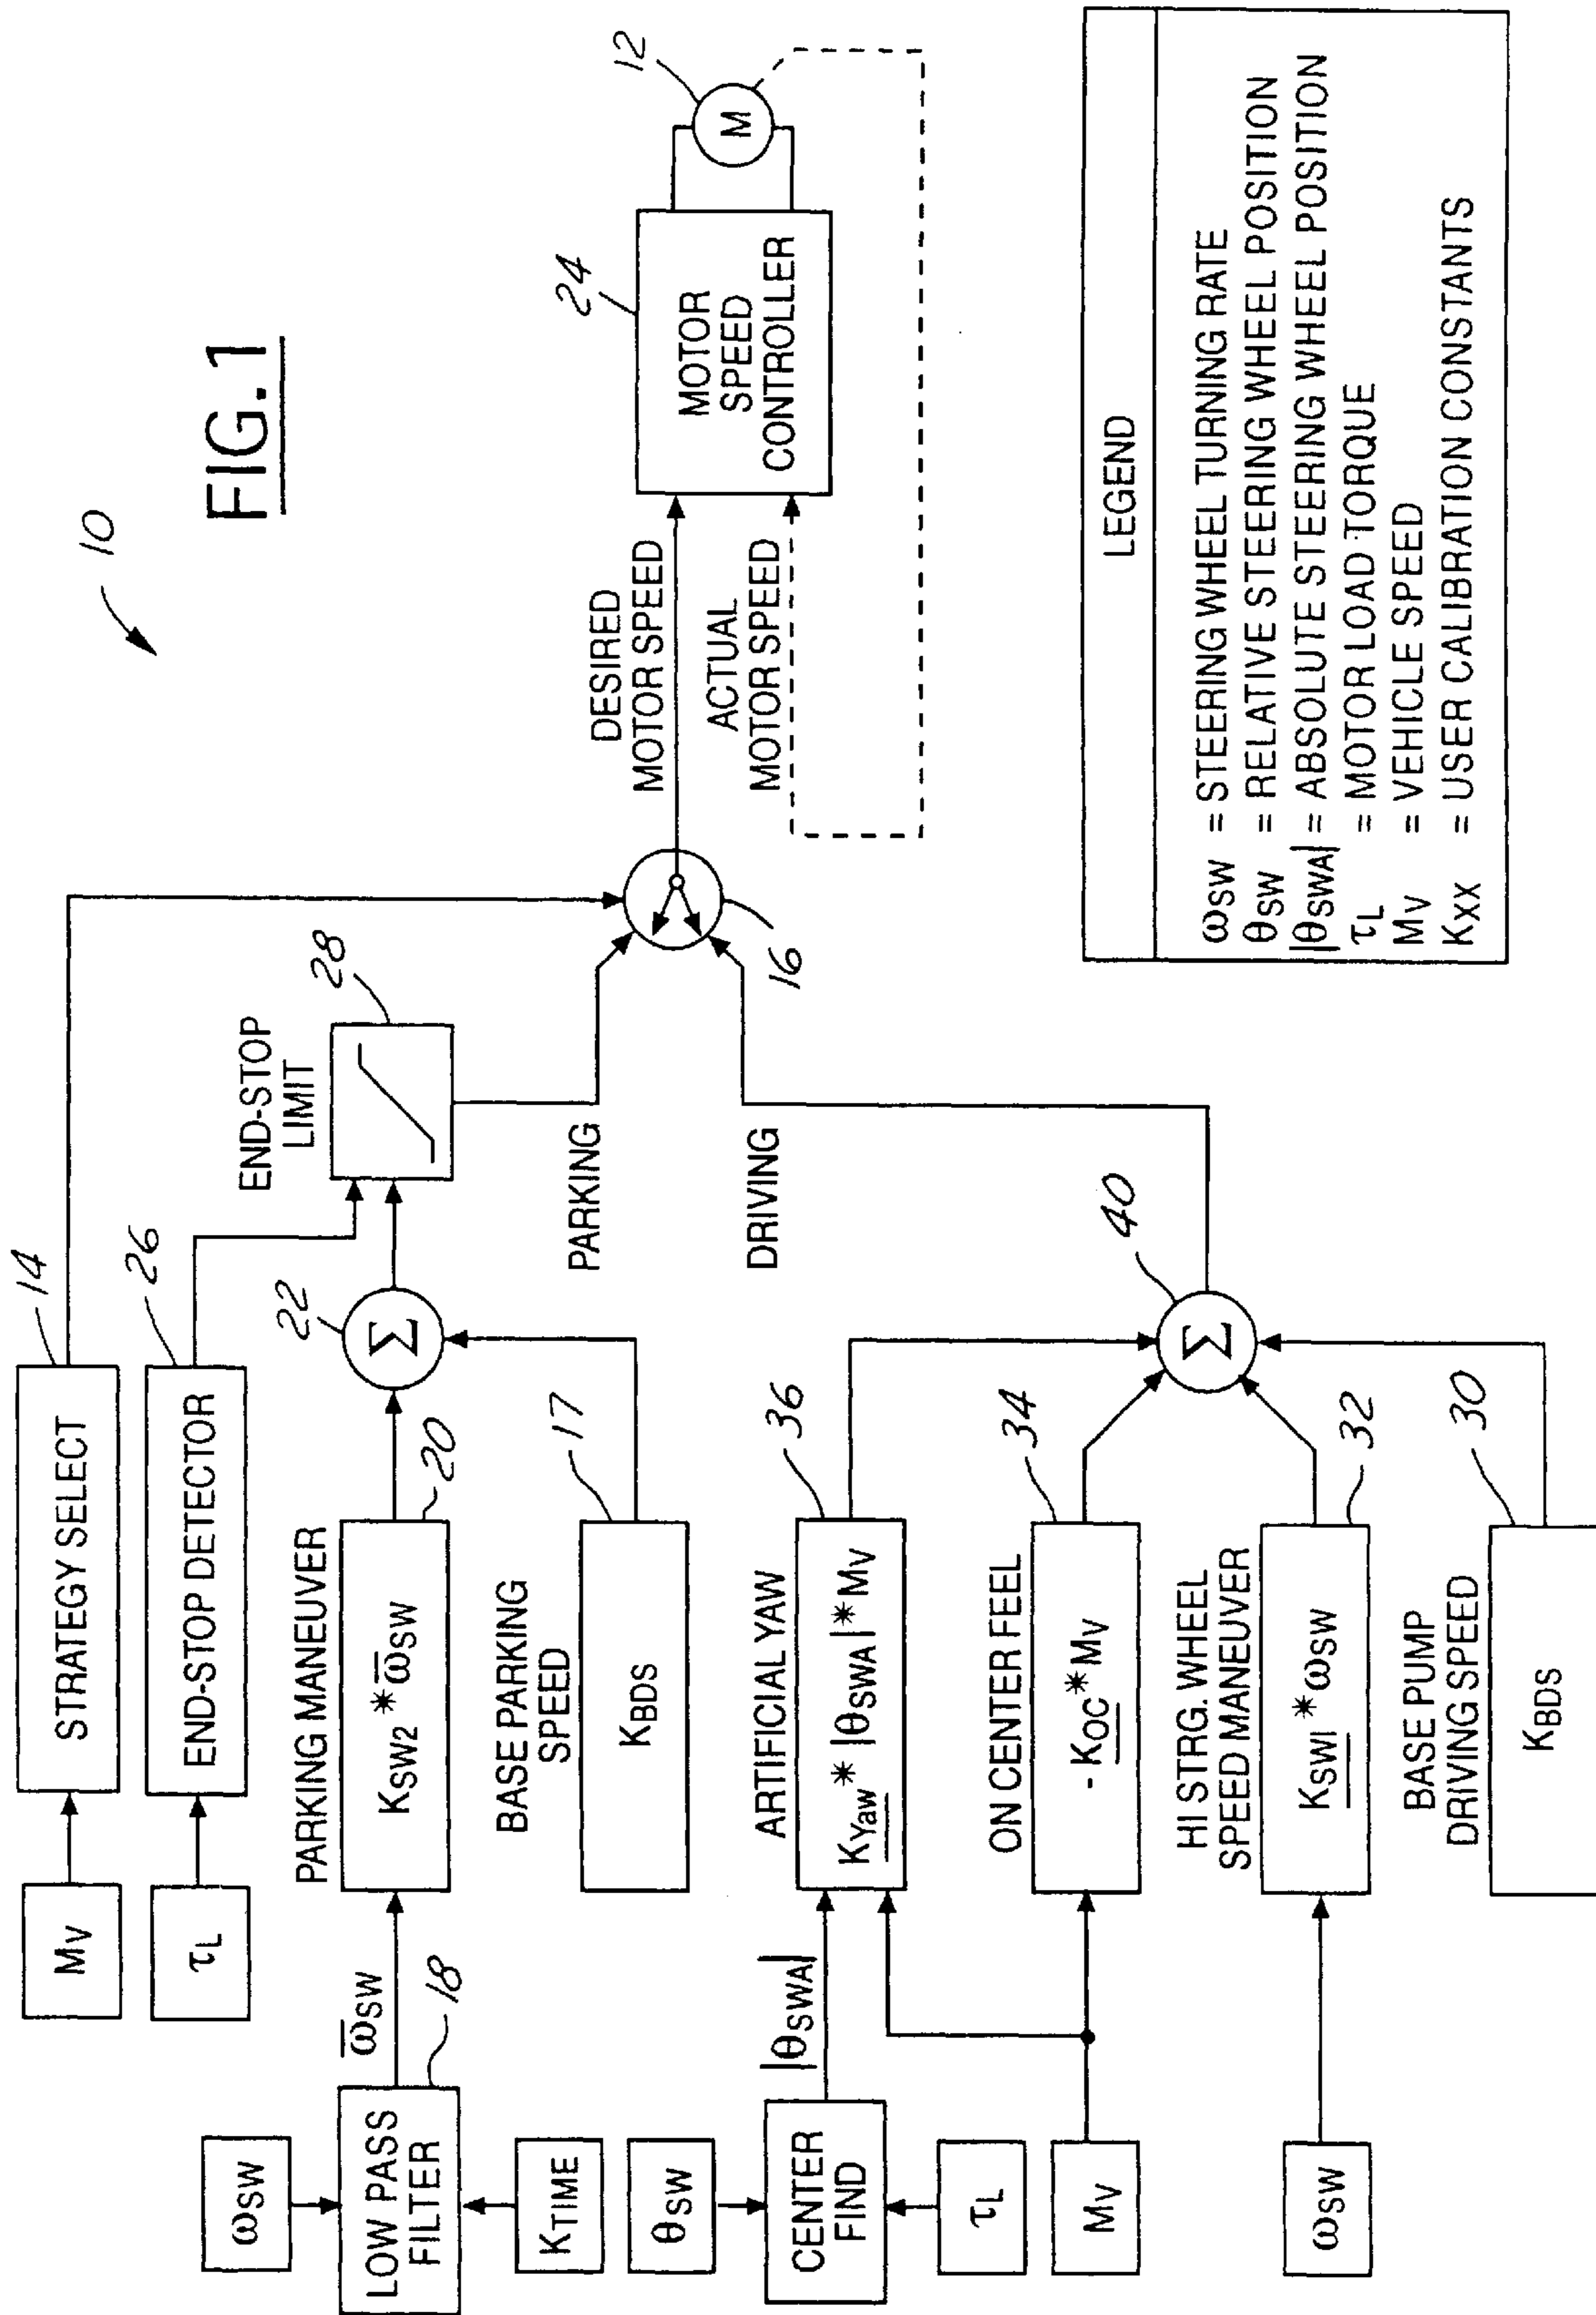 FIG. 1
10
Mv
STRATEGY SELECT
14
τL
END-STOP DETECTOR
26
ωSW
LOW PASS
FILTER
18
KTIME
ω̅SW
PARKING MANEUVER
KSW2*ω̅SW
20
BASE PARKING
SPEED
KBDS
17
Σ
22
END-STOP
LIMIT
28
PARKING
DRIVING
16
DESIRED
MOTOR SPEED
ACTUAL
MOTOR SPEED
MOTOR
SPEED
CONTROLLER
24
M
12
θSW
CENTER
FIND
τL
|θSWA|
ARTIFICIAL YAW
KYaw* |θSWA|*Mv
36
Mv
ON CENTER FEEL
- KOC*Mv
34
ωSW
HI STRG. WHEEL
SPEED MANEUVER
KSWI*ωSW
32
BASE PUMP
DRIVING SPEED
KBDS
30
Σ
40
LEGEND
ωSW = STEERING WHEEL TURNING RATE
θSW = RELATIVE STEERING WHEEL POSITION
|θSWA| = ABSOLUTE STEERING WHEEL POSITION
τL = MOTOR LOAD TORQUE
Mv = VEHICLE SPEED
KXX = USER CALIBRATION CONSTANTS